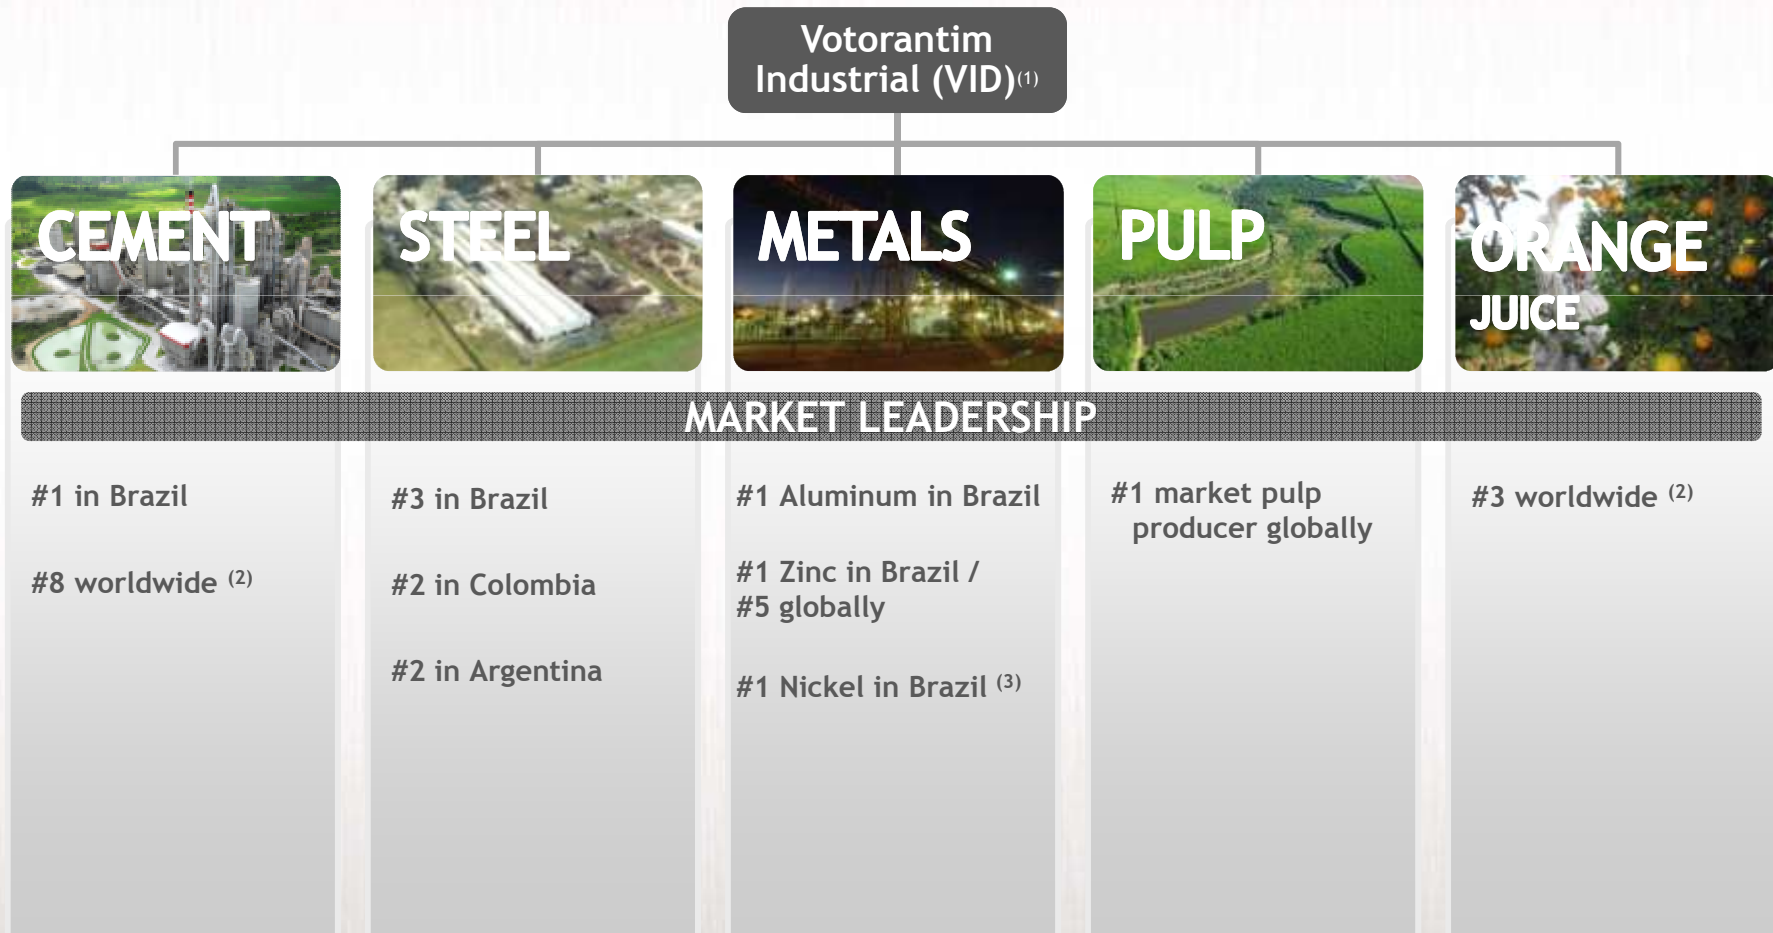 Votorantim
Industrial (VID)(1)
CEMENT
STEEL
METALS
PULP
ORANGE
JUICE
MARKET LEADERSHIP
#1 in Brazil
#8 worldwide (2)
#3 in Brazil
#2 in Colombia
#2 in Argentina
#1 Aluminum in Brazil
#1 Zinc in Brazil /
#5 globally
#1 Nickel in Brazil (3)
#1 market pulp
producer globally
#3 worldwide (2)